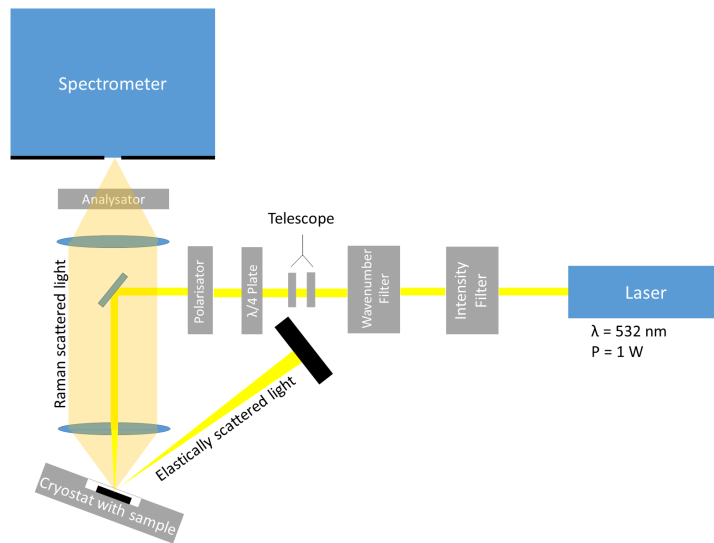 Spectrometer
Analysator
Telescope
Raman scattered light
Polarisator
λ/4 Plate
Wavenumber
Filter
Intensity
Filter
Laser
λ = 532 nm
P = 1 W
Elastically scattered light
Cryostat with sample